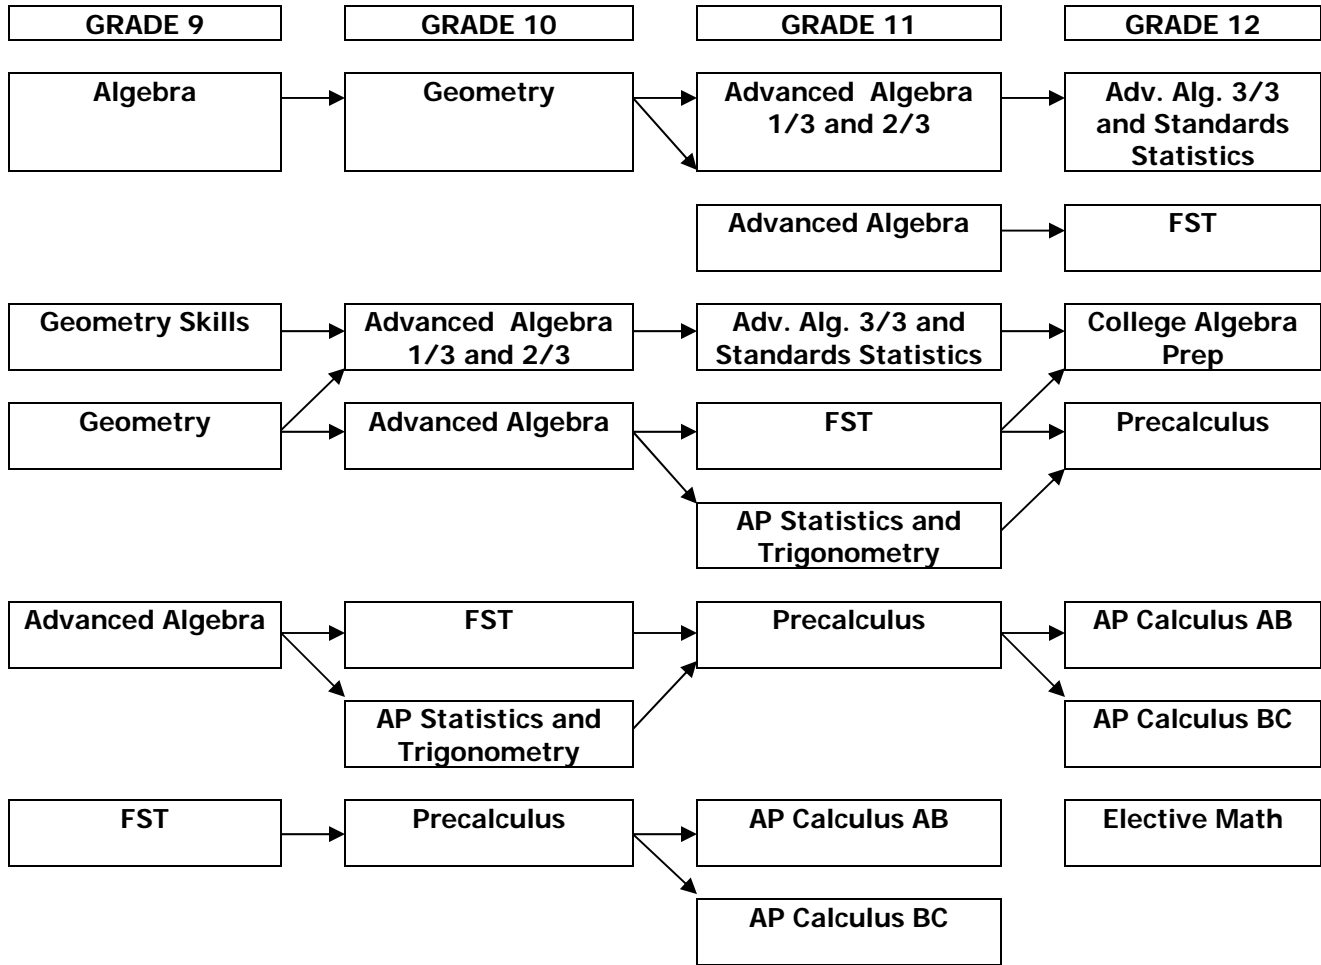 GRADE 9
GRADE 10
GRADE 11
GRADE 12
Algebra
Geometry
Advanced Algebra
1/3 and 2/3
Adv. Alg. 3/3
and Standards
Statistics
Advanced Algebra
FST
Geometry Skills
Advanced Algebra
1/3 and 2/3
Adv. Alg. 3/3 and
Standards Statistics
College Algebra
Prep
Geometry
Advanced Algebra
FST
Precalculus
AP Statistics and
Trigonometry
Advanced Algebra
FST
Precalculus
AP Calculus AB
AP Statistics and
Trigonometry
AP Calculus BC
FST
Precalculus
AP Calculus AB
Elective Math
AP Calculus BC